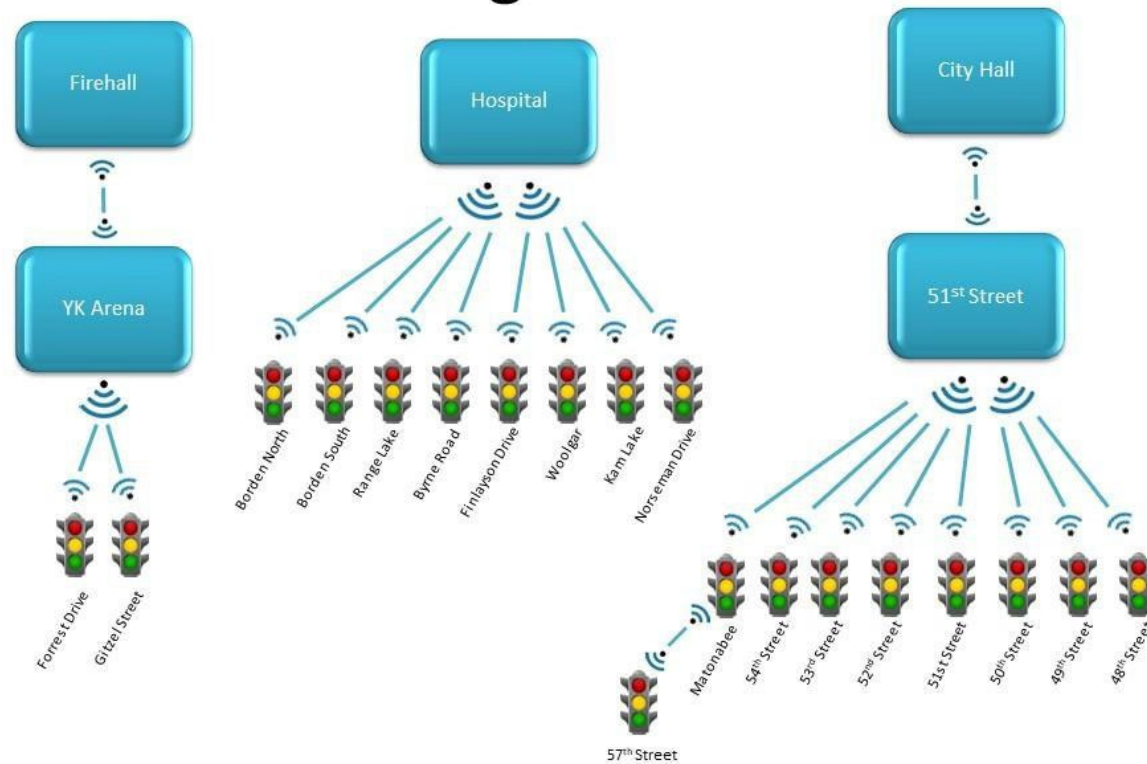 Firehall
Hospital
City Hall
YK Arena
51st Street
Borden North
Borden South
Range Lake
Byrne Road
Finlayson Drive
Woolgar
Kam Lake
Norseman Drive
Forrest Drive
Gitzel Street
Matonabee
54th Street
53rd Street
52nd Street
51st Street
50th Street
49th Street
48th Street
57th Street